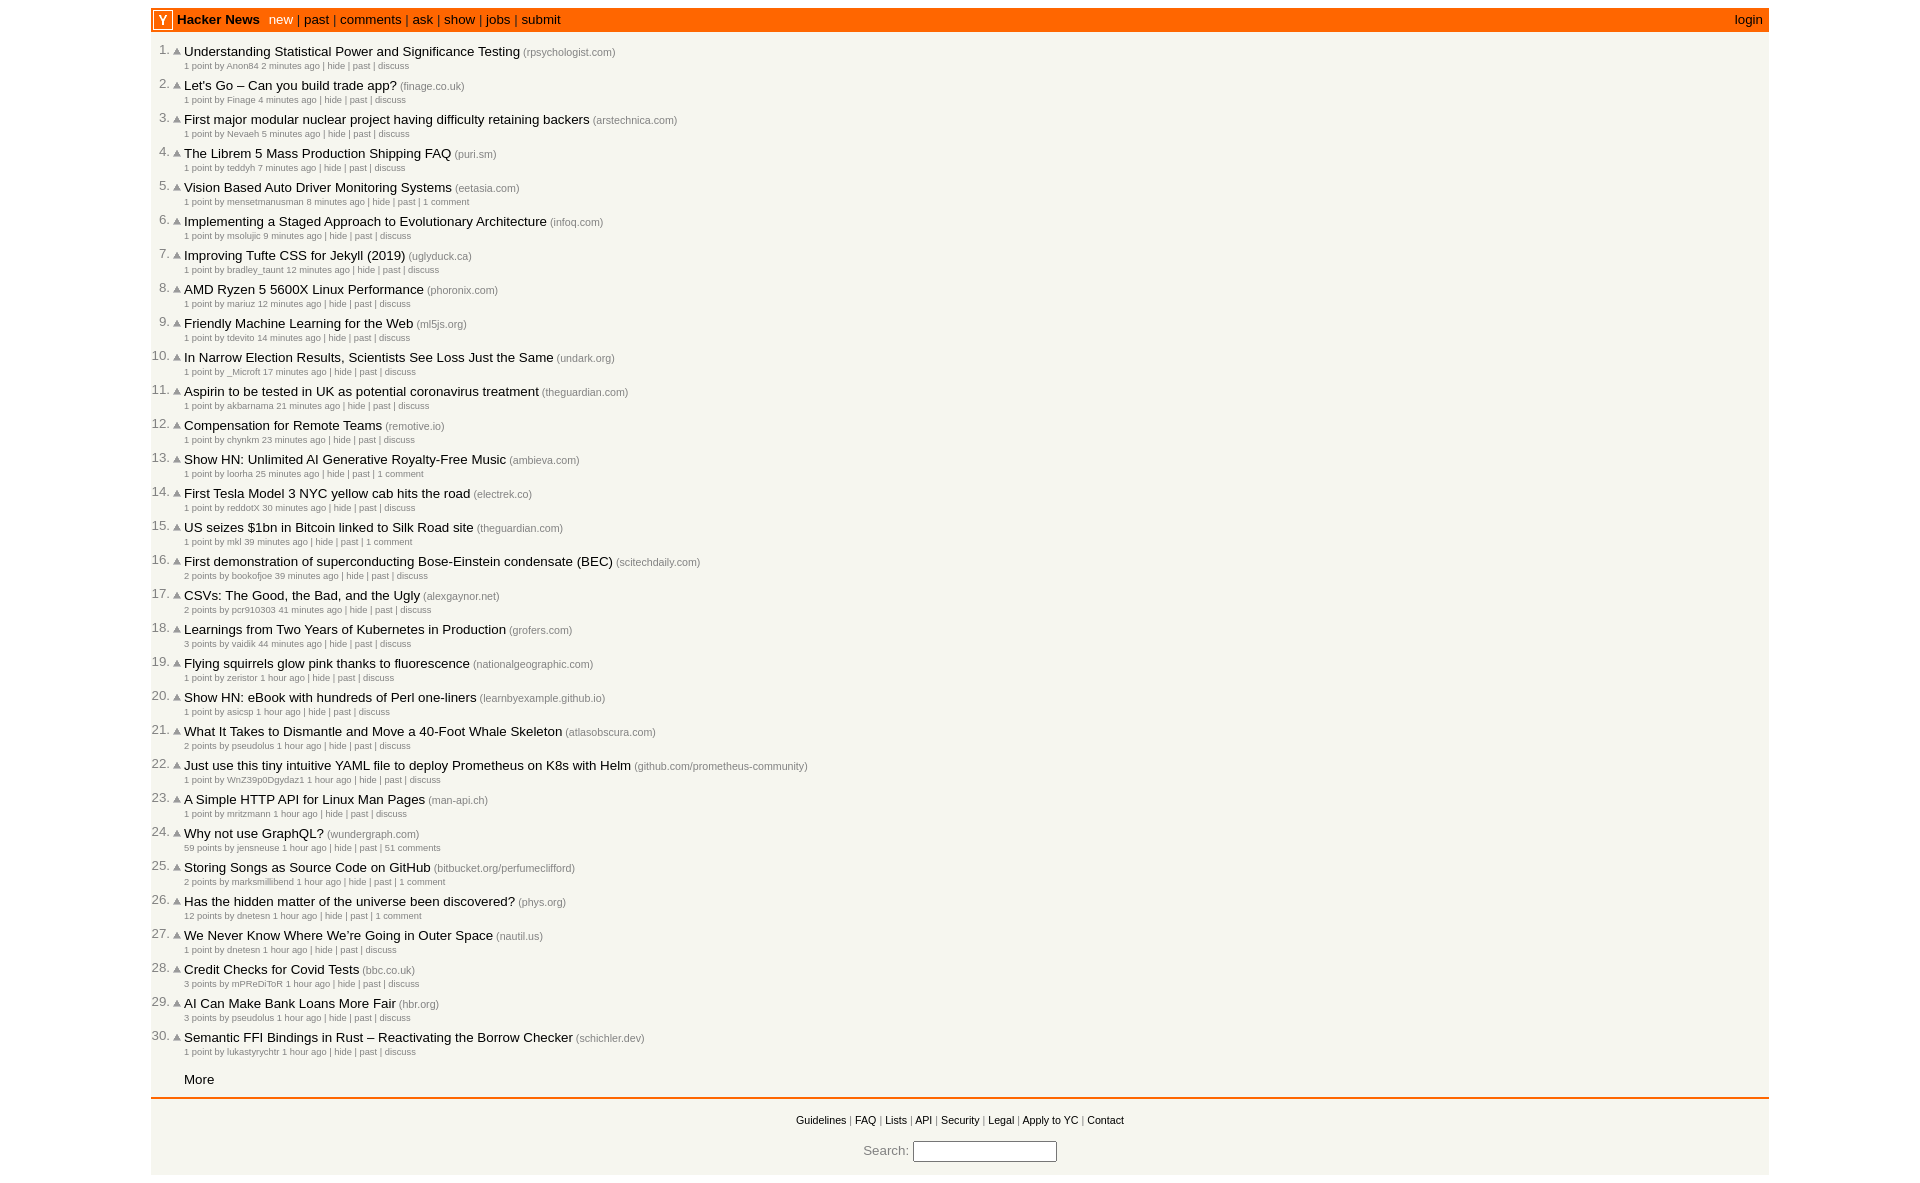 Y Hacker News new | past | comments | ask | show | jobs | submit login
1. Understanding Statistical Power and Significance Testing (rpsychologist.com)
1 point by Anon84 2 minutes ago | hide | past | discuss
2. Let's Go – Can you build trade app? (finage.co.uk)
1 point by Finage 4 minutes ago | hide | past | discuss
3. First major modular nuclear project having difficulty retaining backers (arstechnica.com)
1 point by Nevaeh 5 minutes ago | hide | past | discuss
4. The Librem 5 Mass Production Shipping FAQ (puri.sm)
1 point by teddyh 7 minutes ago | hide | past | discuss
5. Vision Based Auto Driver Monitoring Systems (eetasia.com)
1 point by mensetmanusman 8 minutes ago | hide | past | 1 comment
6. Implementing a Staged Approach to Evolutionary Architecture (infoq.com)
1 point by msolujic 9 minutes ago | hide | past | discuss
7. Improving Tufte CSS for Jekyll (2019) (uglyduck.ca)
1 point by bradley_taunt 12 minutes ago | hide | past | discuss
8. AMD Ryzen 5 5600X Linux Performance (phoronix.com)
1 point by mariuz 12 minutes ago | hide | past | discuss
9. Friendly Machine Learning for the Web (ml5js.org)
1 point by tdevito 14 minutes ago | hide | past | discuss
10. In Narrow Election Results, Scientists See Loss Just the Same (undark.org)
1 point by _Microft 17 minutes ago | hide | past | discuss
11. Aspirin to be tested in UK as potential coronavirus treatment (theguardian.com)
1 point by akbarnama 21 minutes ago | hide | past | discuss
12. Compensation for Remote Teams (remotive.io)
1 point by chynkm 23 minutes ago | hide | past | discuss
13. Show HN: Unlimited AI Generative Royalty-Free Music (ambieva.com)
1 point by loorha 25 minutes ago | hide | past | 1 comment
14. First Tesla Model 3 NYC yellow cab hits the road (electrek.co)
1 point by reddotX 30 minutes ago | hide | past | discuss
15. US seizes $1bn in Bitcoin linked to Silk Road site (theguardian.com)
1 point by mkl 39 minutes ago | hide | past | 1 comment
16. First demonstration of superconducting Bose-Einstein condensate (BEC) (scitechdaily.com)
2 points by bookofjoe 39 minutes ago | hide | past | discuss
17. CSVs: The Good, the Bad, and the Ugly (alexgaynor.net)
2 points by pcr910303 41 minutes ago | hide | past | discuss
18. Learnings from Two Years of Kubernetes in Production (grofers.com)
3 points by vaidik 44 minutes ago | hide | past | discuss
19. Flying squirrels glow pink thanks to fluorescence (nationalgeographic.com)
1 point by zeristor 1 hour ago | hide | past | discuss
20. Show HN: eBook with hundreds of Perl one-liners (learnbyexample.github.io)
1 point by asicsp 1 hour ago | hide | past | discuss
21. What It Takes to Dismantle and Move a 40-Foot Whale Skeleton (atlasobscura.com)
2 points by pseudolus 1 hour ago | hide | past | discuss
22. Just use this tiny intuitive YAML file to deploy Prometheus on K8s with Helm (github.com/prometheus-community)
1 point by WnZ39p0Dgydaz1 1 hour ago | hide | past | discuss
23. A Simple HTTP API for Linux Man Pages (man-api.ch)
1 point by mritzmann 1 hour ago | hide | past | discuss
24. Why not use GraphQL? (wundergraph.com)
59 points by jensneuse 1 hour ago | hide | past | 51 comments
25. Storing Songs as Source Code on GitHub (bitbucket.org/perfumeclifford)
2 points by marksmillibend 1 hour ago | hide | past | 1 comment
26. Has the hidden matter of the universe been discovered? (phys.org)
12 points by dnetesn 1 hour ago | hide | past | 1 comment
27. We Never Know Where We’re Going in Outer Space (nautil.us)
1 point by dnetesn 1 hour ago | hide | past | discuss
28. Credit Checks for Covid Tests (bbc.co.uk)
3 points by mPReDiToR 1 hour ago | hide | past | discuss
29. AI Can Make Bank Loans More Fair (hbr.org)
3 points by pseudolus 1 hour ago | hide | past | discuss
30. Semantic FFI Bindings in Rust – Reactivating the Borrow Checker (schichler.dev)
1 point by lukastyrychtr 1 hour ago | hide | past | discuss
More
Guidelines | FAQ | Lists | API | Security | Legal | Apply to YC | Contact
Search: